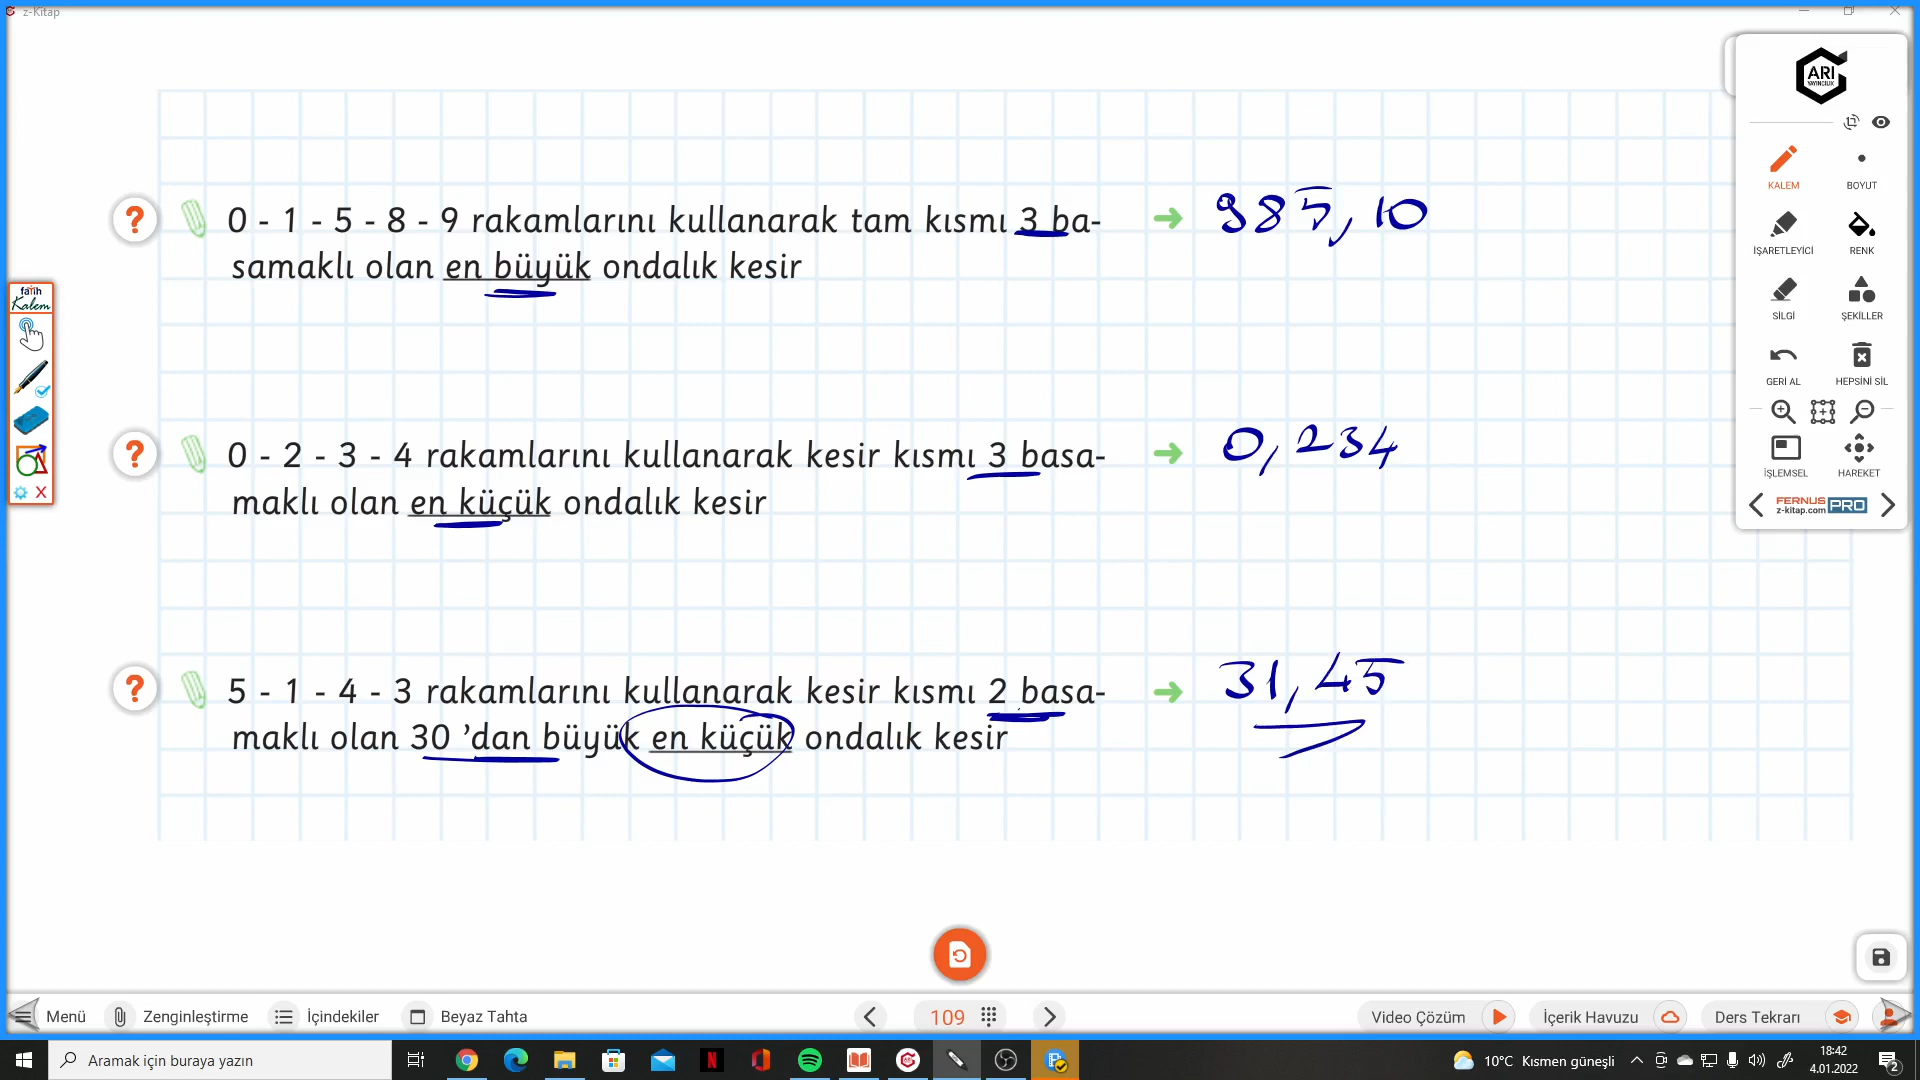 z-Kitap
ARI
YAYINCILIK
0 - 1 - 5 - 8 - 9 rakamlarını kullanarak tam kısmı 3 ba-
samaklı olan en büyük ondalık kesir
985,10
0 - 2 - 3 - 4 rakamlarını kullanarak kesir kısmı 3 basa-
maklı olan en küçük ondalık kesir
0,234
5 - 1 - 4 - 3 rakamlarını kullanarak kesir kısmı 2 basa-
maklı olan 30 'dan büyük en küçük ondalık kesir
31,45
fatih
Kalem
KALEM
BOYUT
İŞARETLEYİCİ
RENK
SİLGİ
ŞEKİLLER
GERİ AL
HEPSİNİ SİL
İŞLEMSEL
HAREKET
FERNUS
z-kitap.com PRO
Menü
Zenginleştirme
İçindekiler
Beyaz Tahta
109
Video Çözüm
İçerik Havuzu
Ders Tekrarı
Aramak için buraya yazın
10°C Kısmen güneşli
18:42
4.01.2022
2